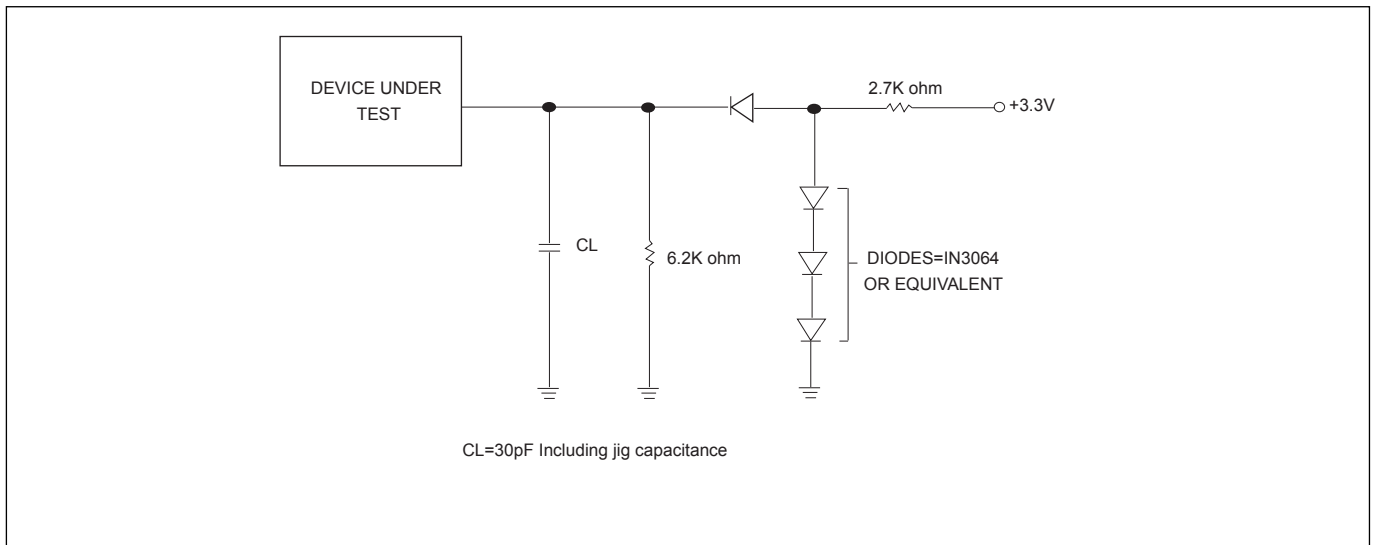 DEVICE UNDER
TEST
2.7K ohm
+3.3V
CL
6.2K ohm
DIODES=IN3064
OR EQUIVALENT
CL=30pF Including jig capacitance